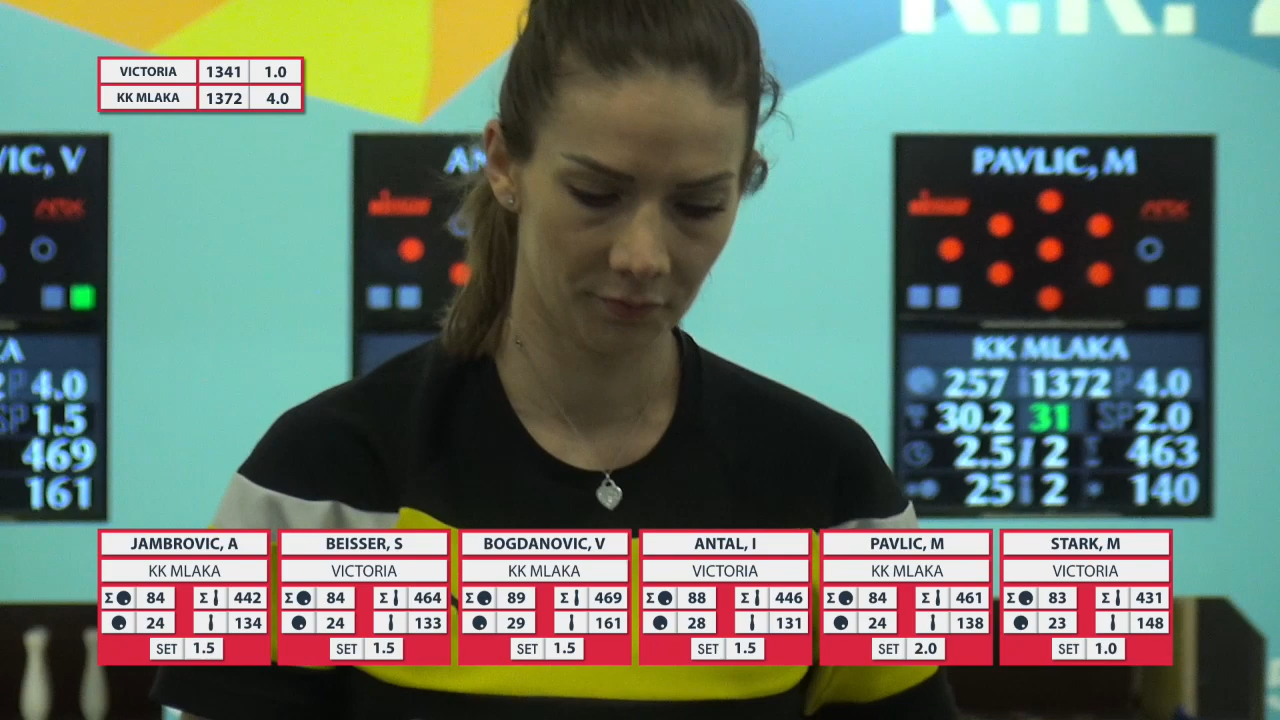 K.K. Z
VICTORIA 1341 1.0
KK MLAKA 1372 4.0
VIC, V
AN
PAVLIC, M
A
KK MLAKA
4.0
257 1372 P 4.0
SP 1.5
30.2 31 SP 2.0
469
2.5 / 2 Σ 463
161
25 2 140
JAMBROVIC, A
KK MLAKA
Σ 84 Σ 442
24 134
SET 1.5
BEISSER, S
VICTORIA
Σ 84 Σ 464
24 133
SET 1.5
BOGDANOVIC, V
KK MLAKA
Σ 89 Σ 469
29 161
SET 1.5
ANTAL, I
VICTORIA
Σ 88 Σ 446
28 131
SET 1.5
PAVLIC, M
KK MLAKA
Σ 84 Σ 461
24 138
SET 2.0
STARK, M
VICTORIA
Σ 83 Σ 431
23 148
SET 1.0